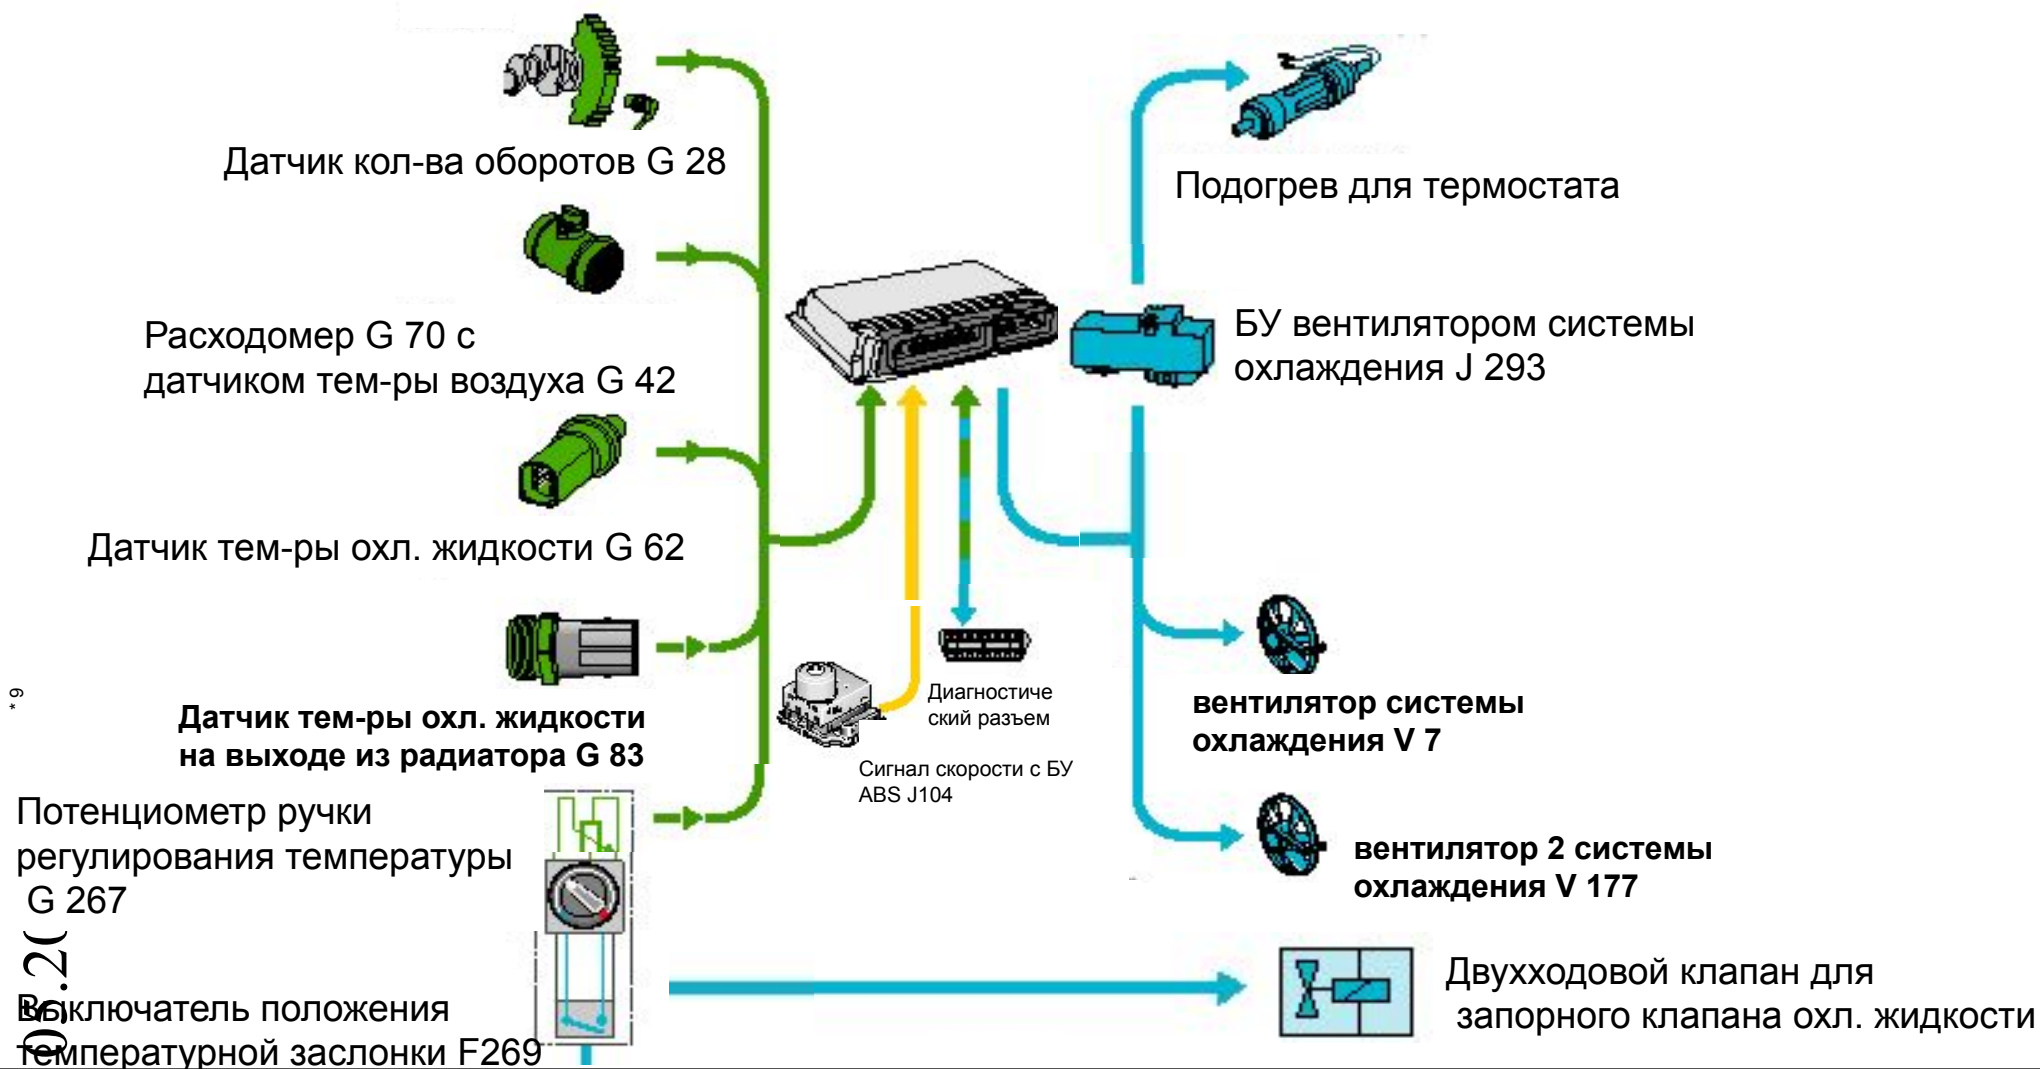 Датчик кол-ва оборотов G 28
Подогрев для термостата
Расходомер G 70 с
датчиком тем-ры воздуха G 42
БУ вентилятором системы
охлаждения J 293
Датчик тем-ры охл. жидкости G 62
* 9
Датчик тем-ры охл. жидкости
на выходе из радиатора G 83
Диагностиче
ский разъем
Сигнал скорости с БУ
ABS J104
вентилятор системы
охлаждения V 7
вентилятор 2 системы
охлаждения V 177
Потенциометр ручки
регулирования температуры
G 267
Выключатель положения
температурной заслонки F269
Двухходовой клапан для
запорного клапана охл. жидкости